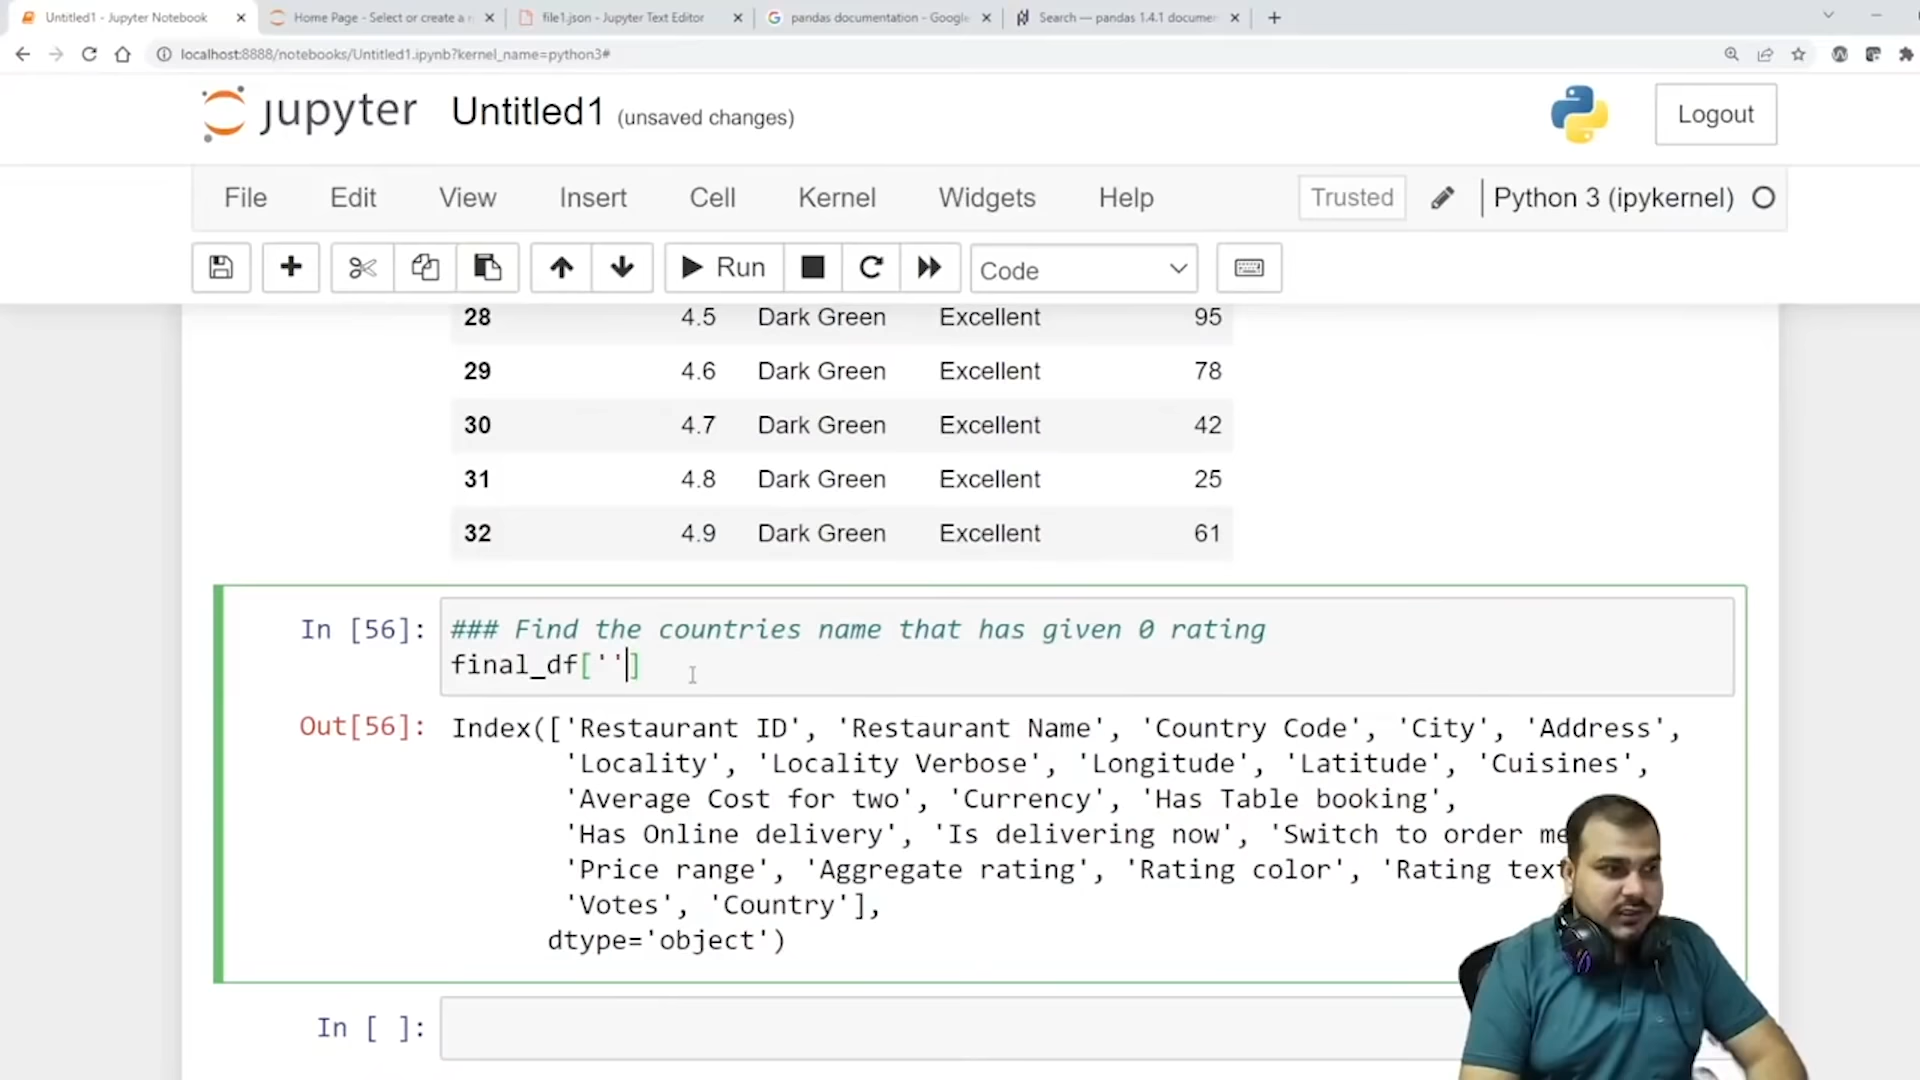 Untitled1 - Jupyter Notebook
Home Page - Select or create a
file1.json - Jupyter Text Editor
pandas documentation - Google
Search — pandas 1.4.1 documen
localhost:8888/notebooks/Untitled1.ipynb?kernel_name=python3#
jupyter Untitled1 (unsaved changes)
Logout
File Edit View Insert Cell Kernel Widgets Help Trusted Python 3 (ipykernel)
Run Code
28 4.5 Dark Green Excellent 95
29 4.6 Dark Green Excellent 78
30 4.7 Dark Green Excellent 42
31 4.8 Dark Green Excellent 25
32 4.9 Dark Green Excellent 61
In [56]: ### Find the countries name that has given 0 rating
final_df['']
Out[56]: Index(['Restaurant ID', 'Restaurant Name', 'Country Code', 'City', 'Address',
'Locality', 'Locality Verbose', 'Longitude', 'Latitude', 'Cuisines',
'Average Cost for two', 'Currency', 'Has Table booking',
'Has Online delivery', 'Is delivering now', 'Switch to order me
'Price range', 'Aggregate rating', 'Rating color', 'Rating text
'Votes', 'Country'],
dtype='object')
In [ ]: